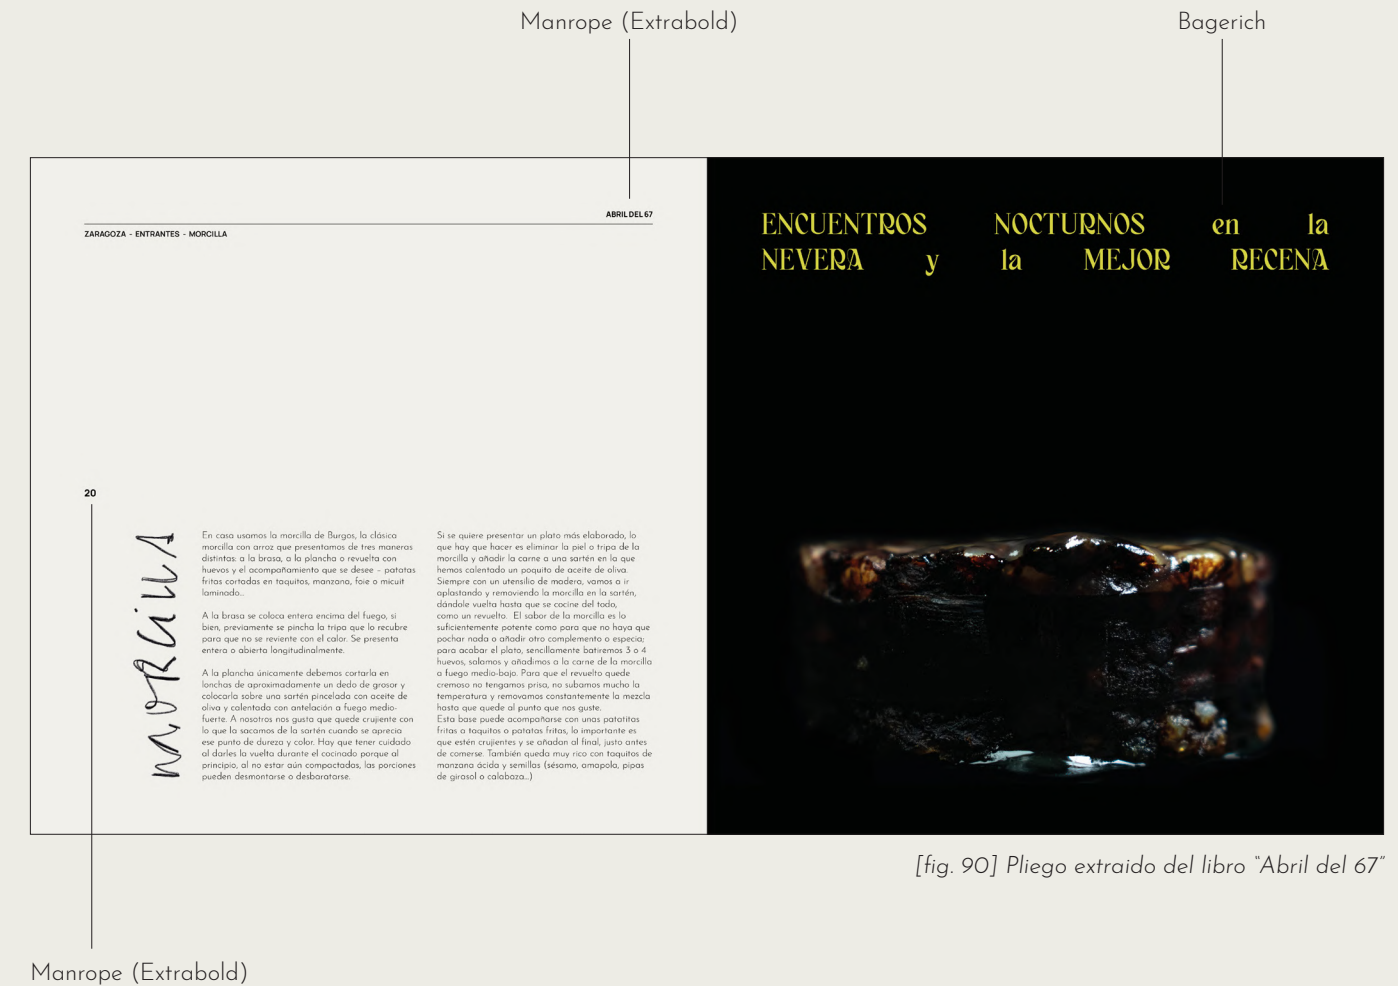 Manrope (Extrabold)
Bagerich
ABRIL DEL 67
ZARAGOZA - ENTRANTES - MORCILLA
ENCUENTROS NOCTURNOS en la
NEVERA y la MEJOR RECENA
20
mORCillA
En casa usamos la morcilla de Burgos, la clásica
morcilla con arroz que presentamos de tres maneras
distintas: a la brasa, a la plancha o revuelta con
huevos y el acompañamiento que se desee – patatas
fritas cortadas en taquitos, manzana, foie o micuit
laminado…
A la brasa se coloca entera encima del fuego, si
bien, previamente se pincha la tripa que lo recubre
para que no se reviente con el calor. Se presenta
entera o abierta longitudinalmente.
A la plancha únicamente debemos cortarla en
lonchas de aproximadamente un dedo de grosor y
colocarla sobre una sartén pincelada con aceite de
oliva y calentada con antelación a fuego medio-
fuerte. A nosotros nos gusta que quede crujiente con
lo que la sacamos de la sartén cuando se aprecia
ese punto de dureza y color. Hay que tener cuidado
al darles la vuelta durante el cocinado porque al
principio, al no estar aún compactadas, las porciones
pueden desmontarse o desbaratarse.
Si se quiere presentar un plato más elaborado, lo
que hay que hacer es eliminar la piel o tripa de la
morcilla y añadir la carne a una sartén en la que
hemos calentado un poquito de aceite de oliva.
Siempre con un utensilio de madera, vamos a ir
aplastando y removiendo la morcilla en la sartén,
dándole vuelta hasta que se cocine del todo,
como un revuelto. El sabor de la morcilla es lo
suficientemente potente como para que no haya que
pochar nada o añadir otro complemento o especia;
para acabar el plato, sencillamente batiremos 3 o 4
huevos, salamos y añadimos a la carne de la morcilla
a fuego medio-bajo. Para que el revuelto quede
cremoso no tengamos prisa, no subamos mucho la
temperatura y removamos constantemente la mezcla
hasta que quede al punto que nos guste.
Esta base puede acompañarse con unas patatitas
fritas a taquitos o patatas fritas, lo importante es
que estén crujientes y se añadan al final, justo antes
de comerse. También queda muy rico con taquitos de
manzana ácida y semillas (sésamo, amapola, pipas
de girasol o calabaza…)
[fig. 90] Pliego extraido del libro “Abril del 67”
Manrope (Extrabold)